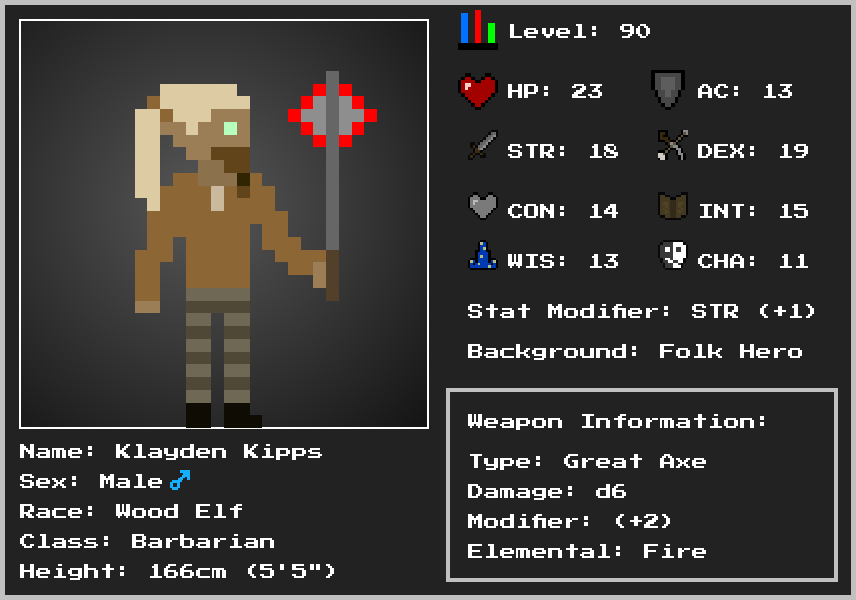 Level: 90
HP: 23
AC: 13
STR: 18
DEX: 19
CON: 14
INT: 15
WIS: 13
CHA: 11
Stat Modifier: STR (+1)
Background: Folk Hero
Weapon Information:
Type: Great Axe
Damage: d6
Modifier: (+2)
Elemental: Fire
Name: Klayden Kipps
Sex: Male♂
Race: Wood Elf
Class: Barbarian
Height: 166cm (5'5")